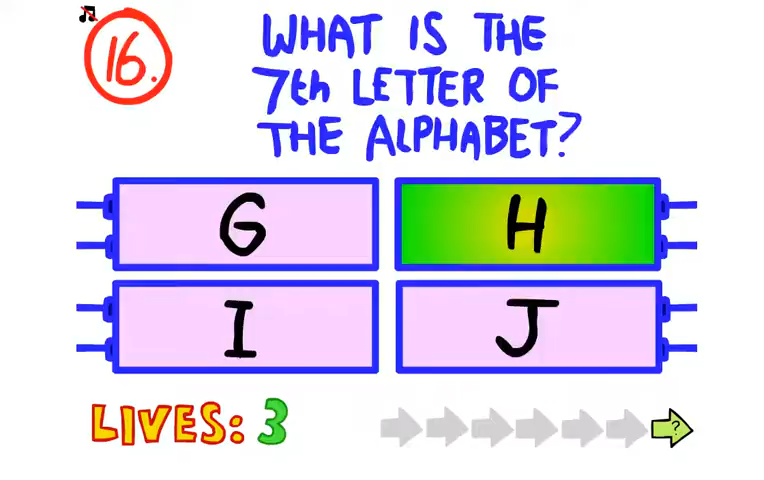 16.
WHAT IS THE
7th LETTER OF
THE ALPHABET?
G
H
I
J
LIVES: 3
?